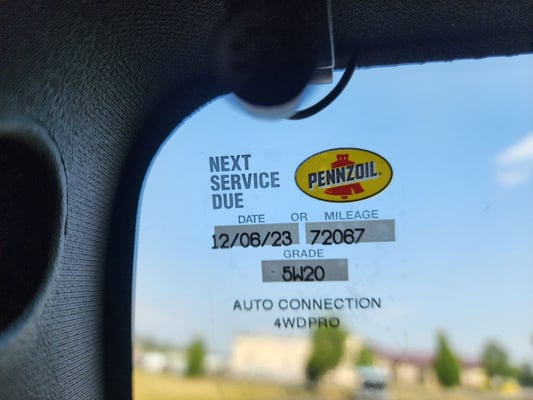 NEXT
SERVICE
DUE
PENNZOIL
DATE OR MILEAGE
12/06/23 72067
GRADE
5W20
AUTO CONNECTION
4WDPRO